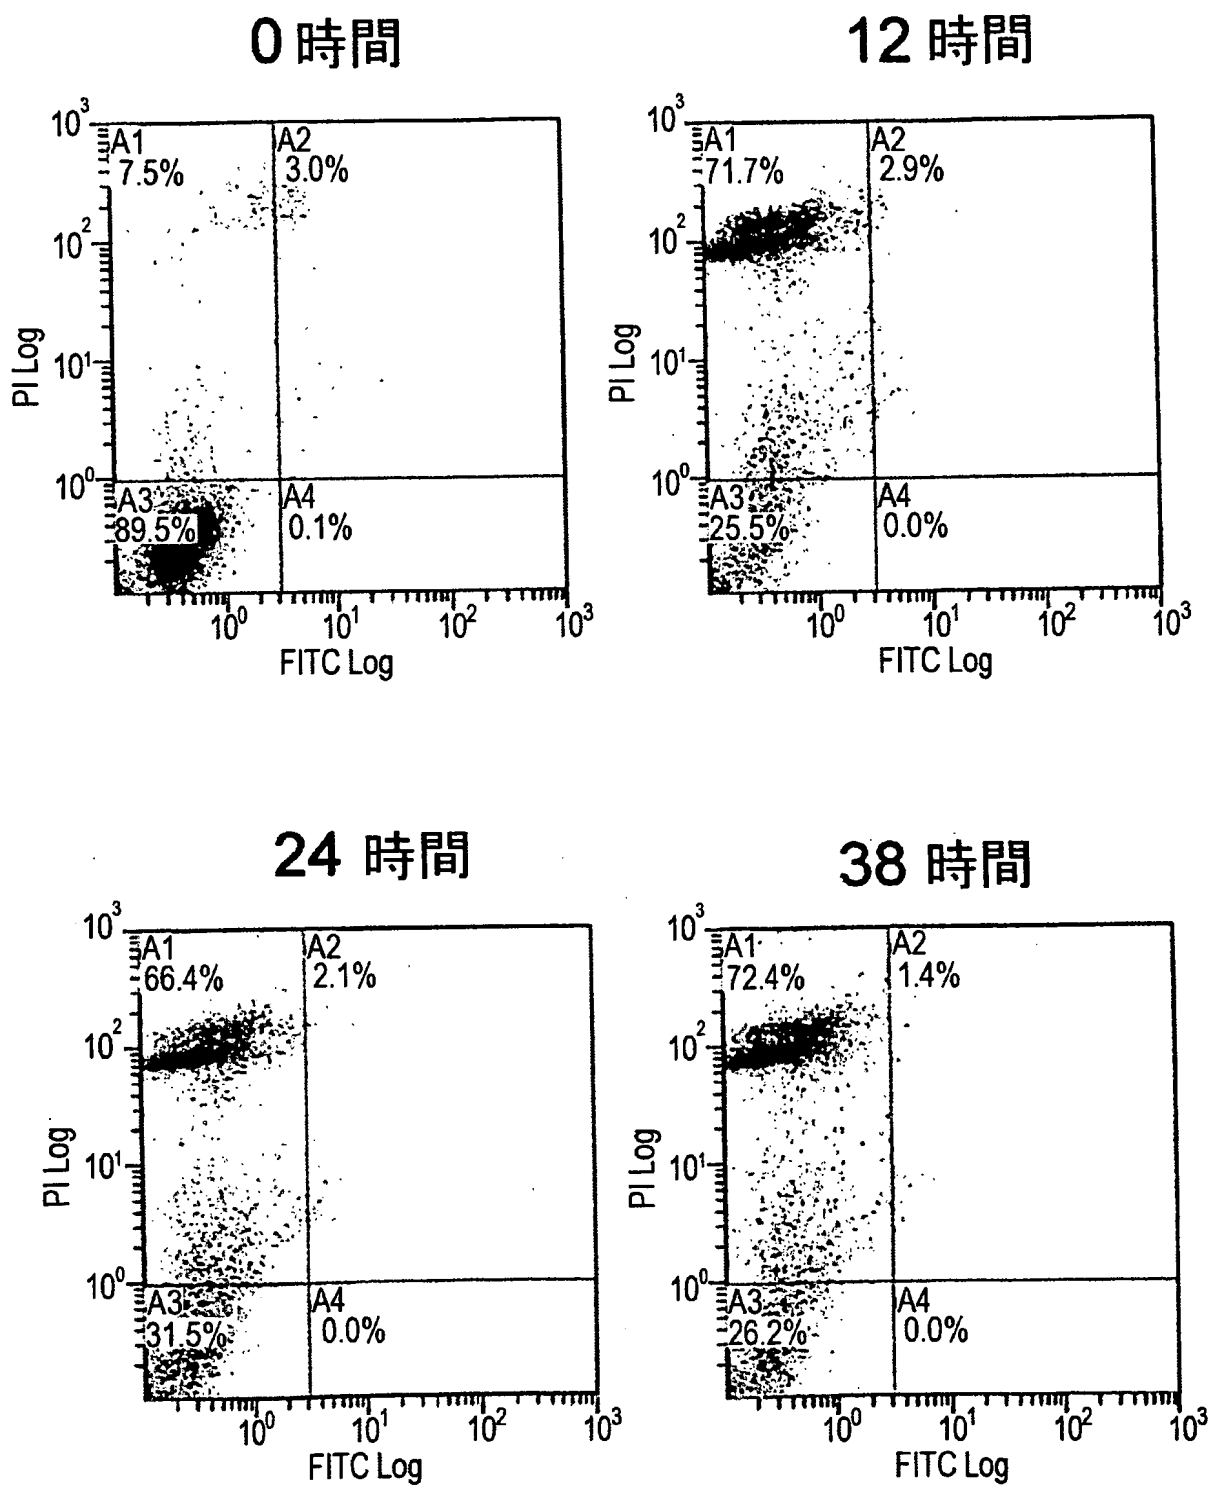 0 時間
10³
A1
7.5%
A2
3.0%
10²
10¹
10⁰
PI Log
A3
89.5%
A4
0.1%
10⁰ 10¹ 10² 10³
FITC Log
12 時間
10³
A1
71.7%
A2
2.9%
10²
10¹
10⁰
PI Log
A3
25.5%
A4
0.0%
10⁰ 10¹ 10² 10³
FITC Log
24 時間
10³
A1
66.4%
A2
2.1%
10²
10¹
10⁰
PI Log
A3
31.5%
A4
0.0%
10⁰ 10¹ 10² 10³
FITC Log
38 時間
10³
A1
72.4%
A2
1.4%
10²
10¹
10⁰
PI Log
A3
26.2%
A4
0.0%
10⁰ 10¹ 10² 10³
FITC Log